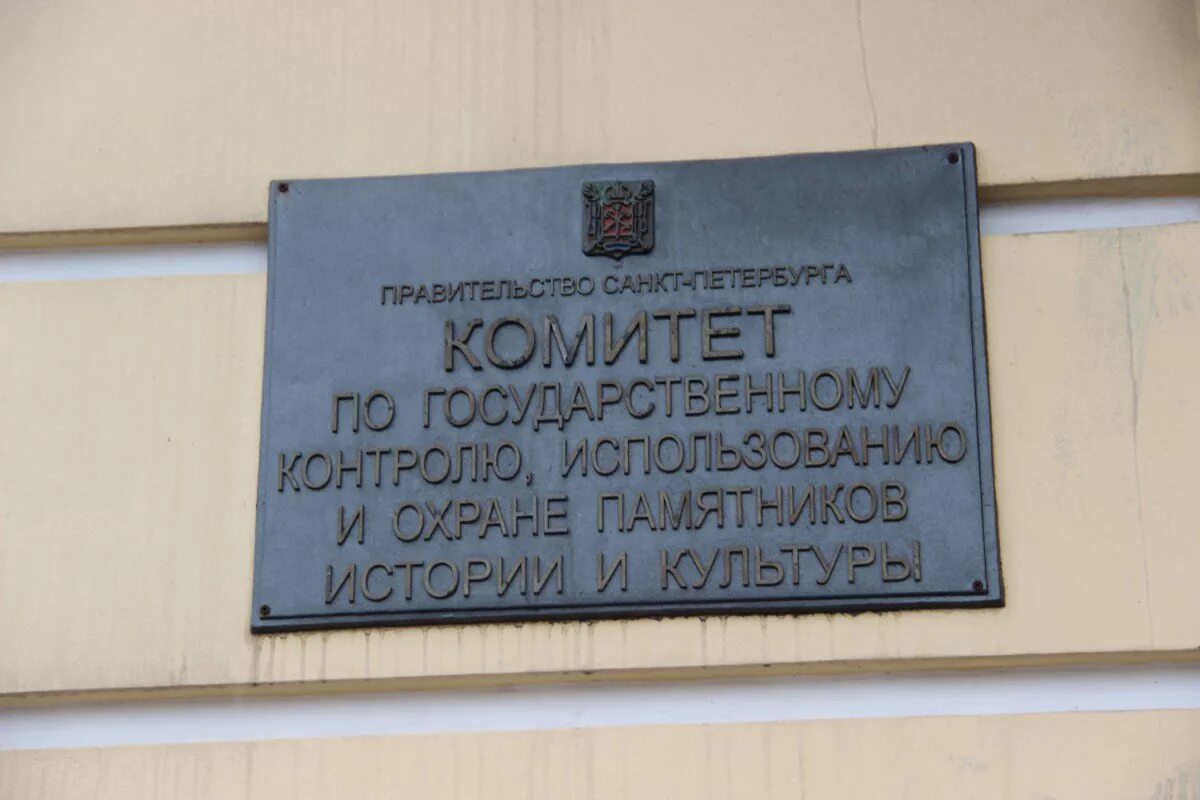 ПРАВИТЕЛЬСТВО САНКТ-ПЕТЕРБУРГА
КОМИТЕТ
ПО ГОСУДАРСТВЕННОМУ
КОНТРОЛЮ, ИСПОЛЬЗОВАНИЮ
И ОХРАНЕ ПАМЯТНИКОВ
ИСТОРИИ И КУЛЬТУРЫ